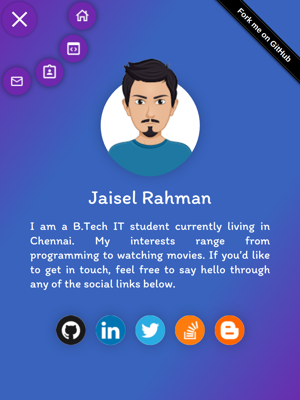 Fork me on GitHub
Jaisel Rahman
I am a B.Tech IT student currently living in
Chennai. My interests range from
programming to watching movies. If you'd like
to get in touch, feel free to say hello through
any of the social links below.
in